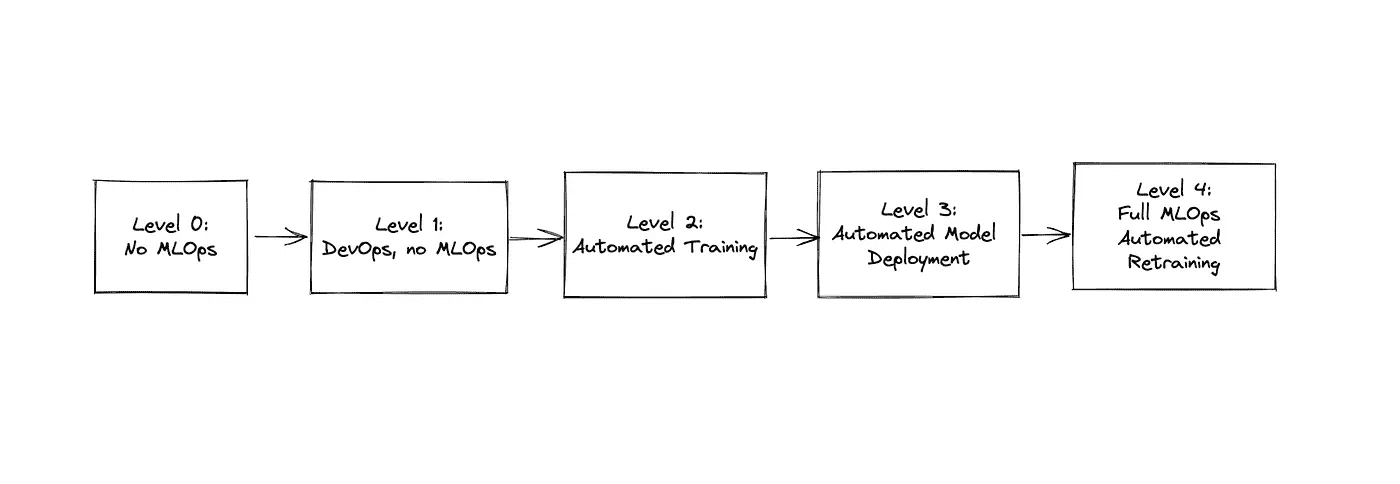 Level 0:
No MLOps
Level 1:
DevOps, no MLOps
Level 2:
Automated Training
Level 3:
Automated Model
Deployment
Level 4:
Full MLOps
Automated
Retraining